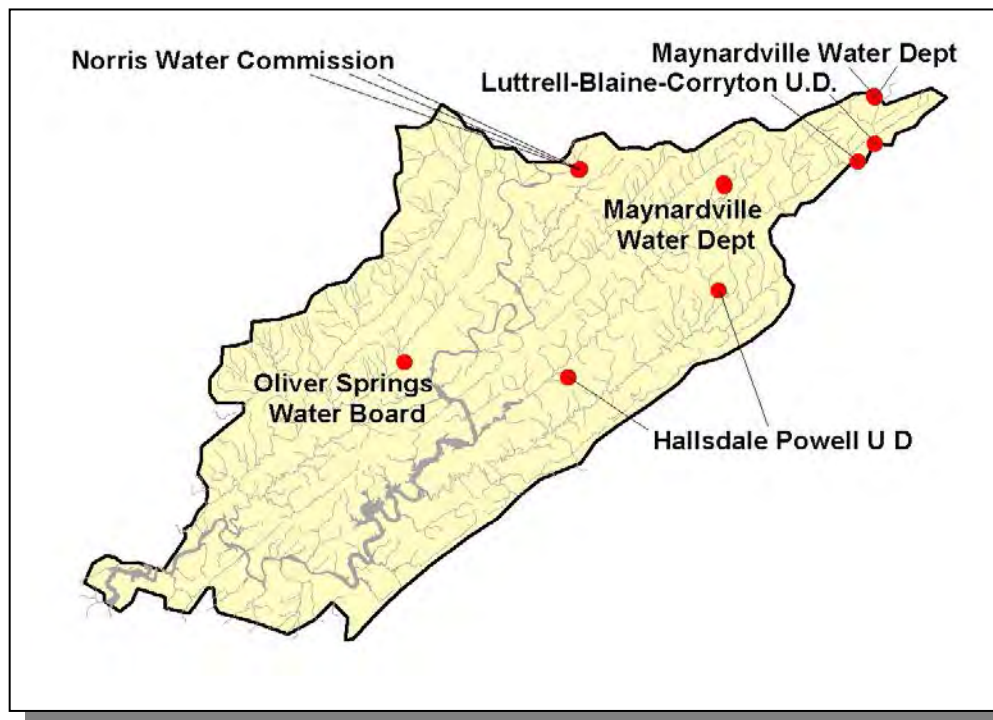 Norris Water Commission
Maynardville Water Dept
Luttrell-Blaine-Corryton U.D.
Maynardville
Water Dept
Oliver Springs
Water Board
Hallsdale Powell U D